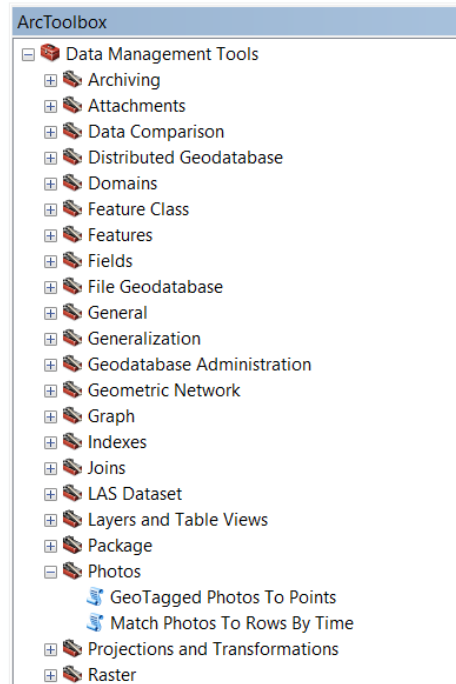 ArcToolbox
Data Management Tools
Archiving
Attachments
Data Comparison
Distributed Geodatabase
Domains
Feature Class
Features
Fields
File Geodatabase
General
Generalization
Geodatabase Administration
Geometric Network
Graph
Indexes
Joins
LAS Dataset
Layers and Table Views
Package
Photos
GeoTagged Photos To Points
Match Photos To Rows By Time
Projections and Transformations
Raster